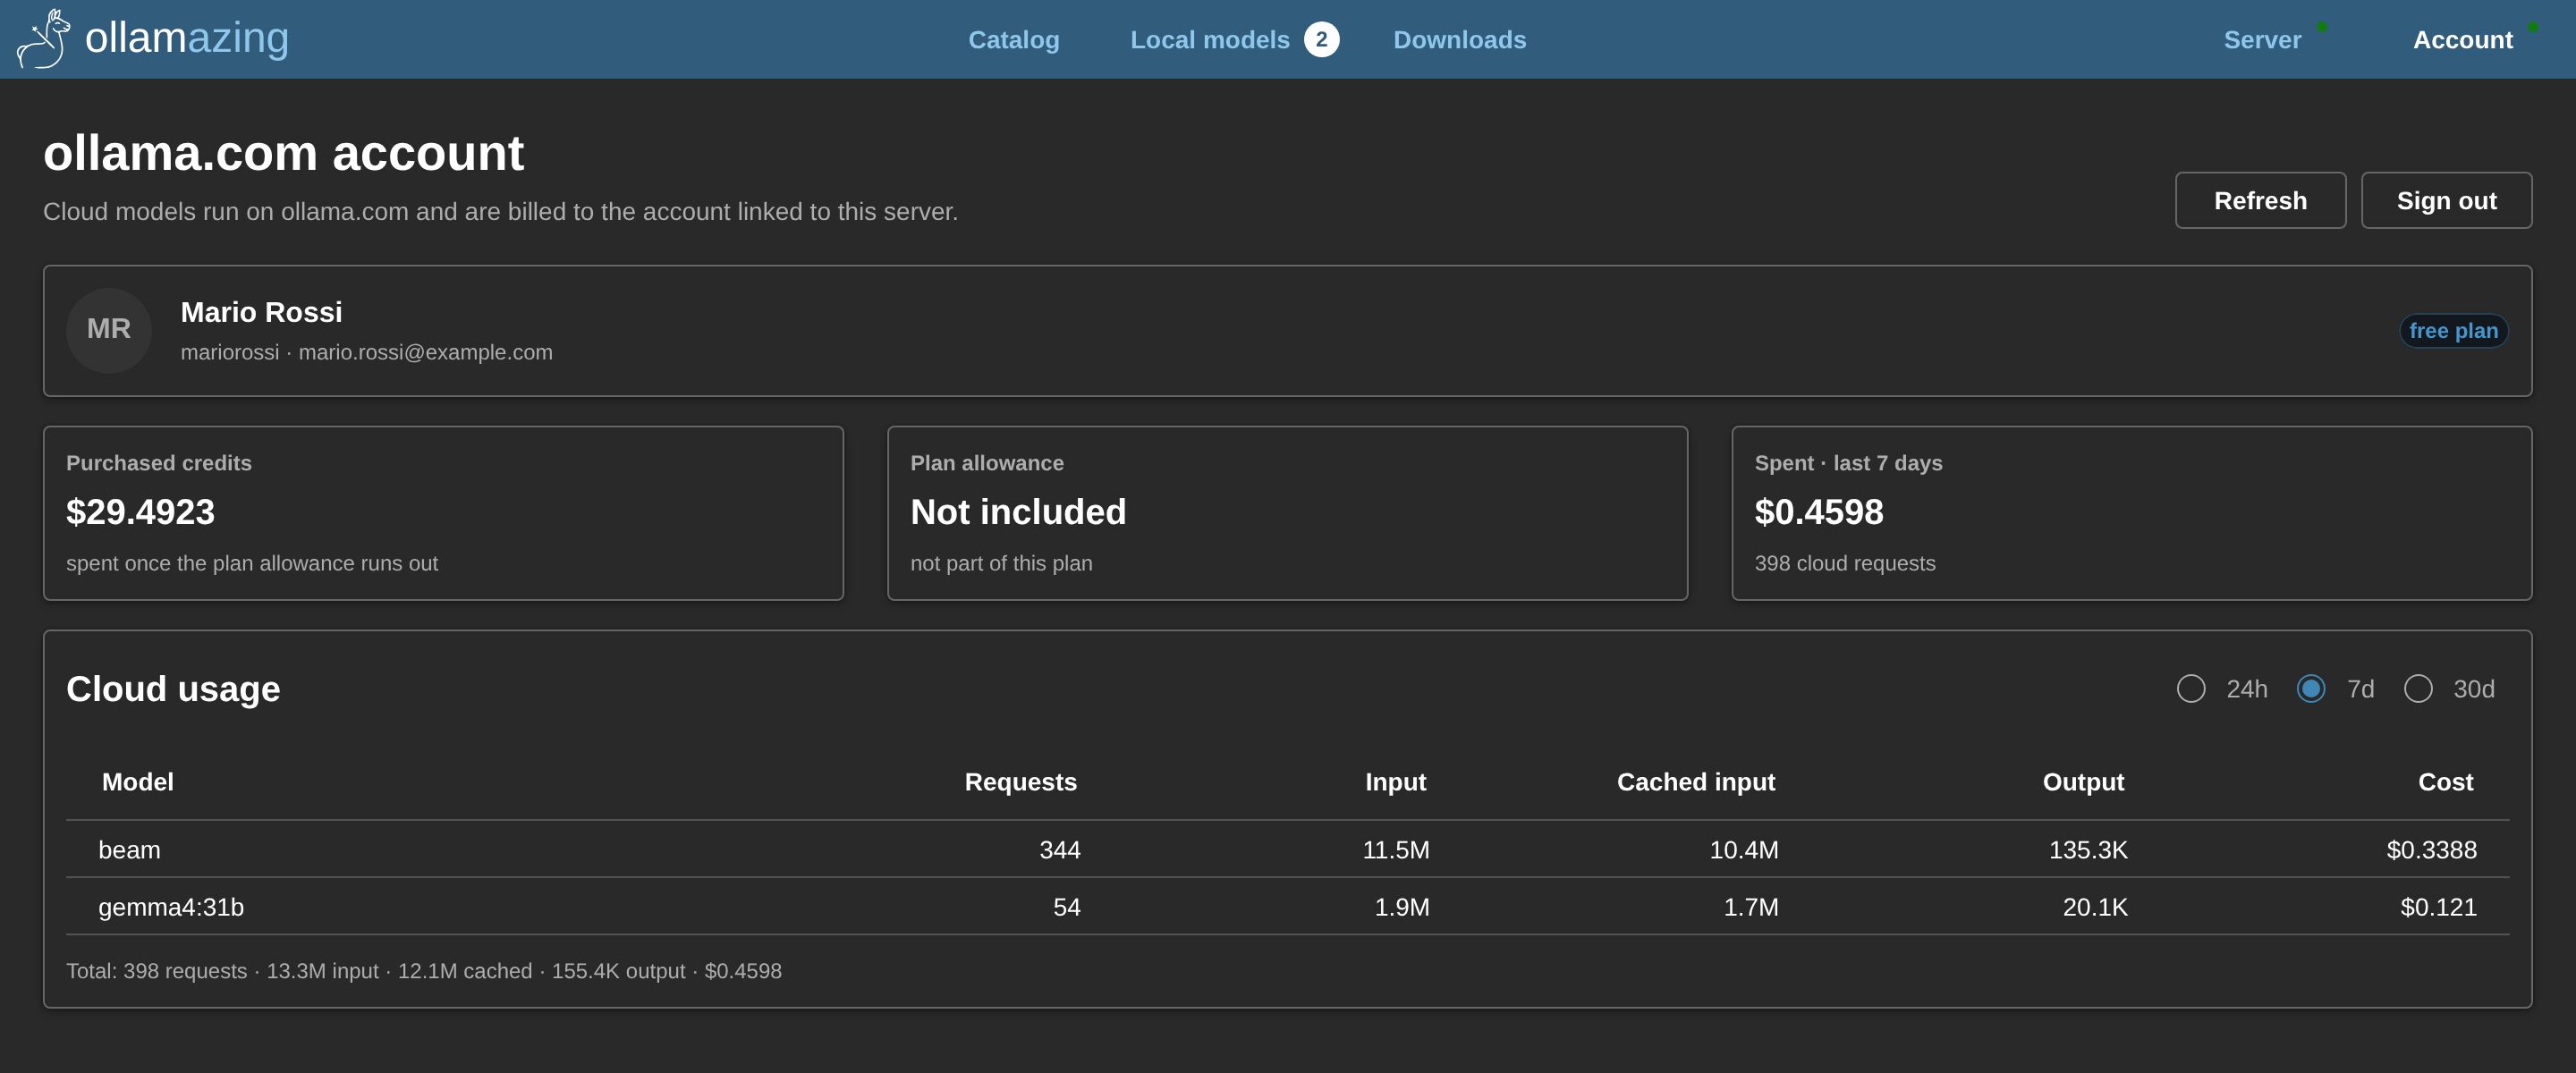 ollamazing Catalog Local models 2 Downloads Server Account
ollama.com account
Cloud models run on ollama.com and are billed to the account linked to this server.
Refresh Sign out
MR
Mario Rossi
mariorossi · mario.rossi@example.com
free plan
Purchased credits
$29.4923
spent once the plan allowance runs out
Plan allowance
Not included
not part of this plan
Spent · last 7 days
$0.4598
398 cloud requests
Cloud usage 24h 7d 30d
Model Requests Input Cached input Output Cost
beam 344 11.5M 10.4M 135.3K $0.3388
gemma4:31b 54 1.9M 1.7M 20.1K $0.121
Total: 398 requests · 13.3M input · 12.1M cached · 155.4K output · $0.4598